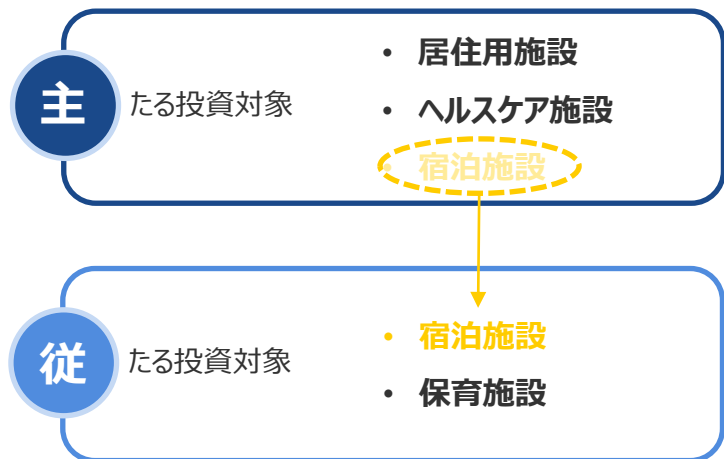 主 たる投資対象
• 居住用施設
• ヘルスケア施設
• 宿泊施設
従 たる投資対象
• 宿泊施設
• 保育施設